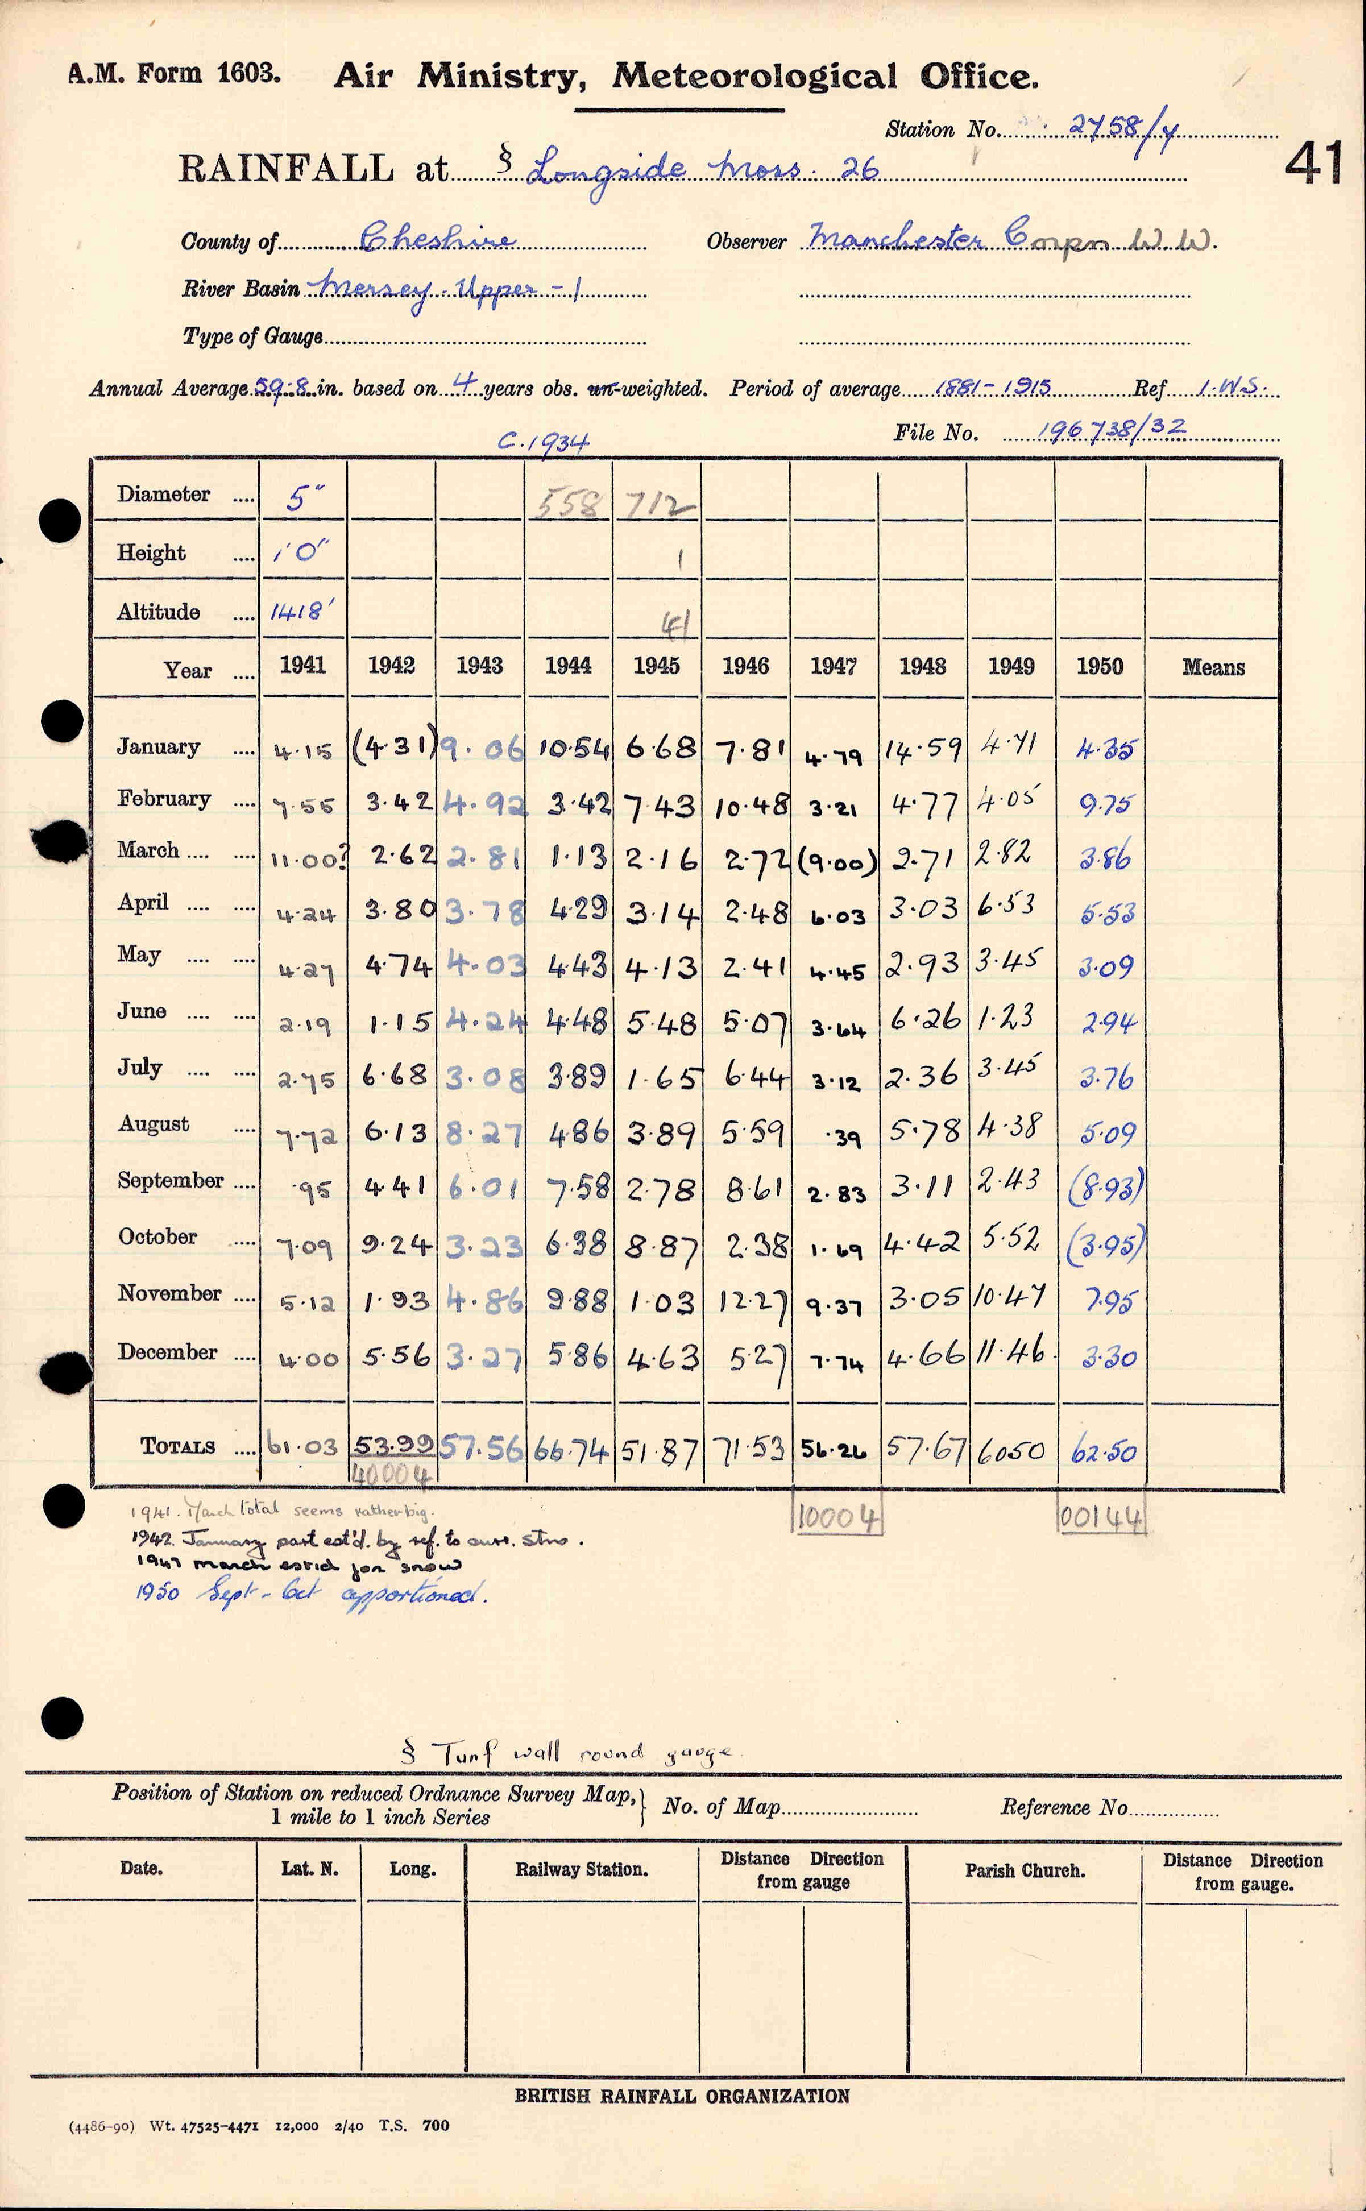 A.M. Form 1603. Air Ministry, Meteorological Office.
Station No. 2758/7
41
RAINFALL at § Longside Moss. 26
County of Cheshire Observer Manchester Corpn W.W.
River Basin Mersey. Upper - 1
Type of Gauge
Annual Average 59.8 in. based on 4 years obs. un-weighted. Period of average 1881-1915 Ref. I.W.S.
C.1934 File No. 196738/32
Diameter .... 5" 558 712
Height .... 1'0" 1
Altitude .... 1418' 41
Year .... 1941 1942 1943 1944 1945 1946 1947 1948 1949 1950 Means
January .... 4.15 (4.31) 9.06 10.54 6.68 7.81 4.79 14.59 4.71 4.35
February .... 7.55 3.42 4.92 3.42 7.43 10.48 3.21 4.77 4.05 9.75
March .... .... 11.00? 2.62 2.81 1.13 2.16 2.72 (9.00) 2.71 2.82 3.86
April .... .... 4.24 3.80 3.78 4.29 3.14 2.48 6.03 3.03 6.53 5.53
May .... .... 4.27 4.74 4.03 4.43 4.13 2.41 4.45 2.93 3.45 3.09
June .... .... 2.19 1.15 4.24 4.48 5.48 5.07 3.64 6.26 1.23 2.94
July .... .... 2.75 6.68 3.08 3.89 1.65 6.44 3.12 2.36 3.45 3.76
August .... 7.72 6.13 8.27 4.86 3.89 5.59 .39 5.78 4.38 5.09
September .... .95 4.41 6.01 7.58 2.78 8.61 2.83 3.11 2.43 (8.93)
October .... 7.09 9.24 3.23 6.38 8.87 2.38 1.69 4.42 5.52 (3.95)
November .... 5.12 1.93 4.86 9.88 1.03 12.27 9.37 3.05 10.47 7.95
December .... 4.00 5.56 3.27 5.86 4.63 5.27 7.74 4.66 11.46. 3.30
TOTALS .... 61.03 53.99 57.56 66.74 51.87 71.53 56.26 57.67 60.50 62.50
40004
10004 00144
1941. March total seems rather big.
1942 January part est'd. by ref. to surr. stns.
1947 March estd for snow
1950 Sept - Oct apportioned.
§ Turf wall round gauge.
Position of Station on reduced Ordnance Survey Map, 1 mile to 1 inch Series } No. of Map Reference No
Date. Lat. N. Long. Railway Station. Distance Direction from gauge Parish Church. Distance Direction from gauge.
BRITISH RAINFALL ORGANIZATION
(4486-90) Wt. 47525-4471 12,000 2/40 T.S. 700